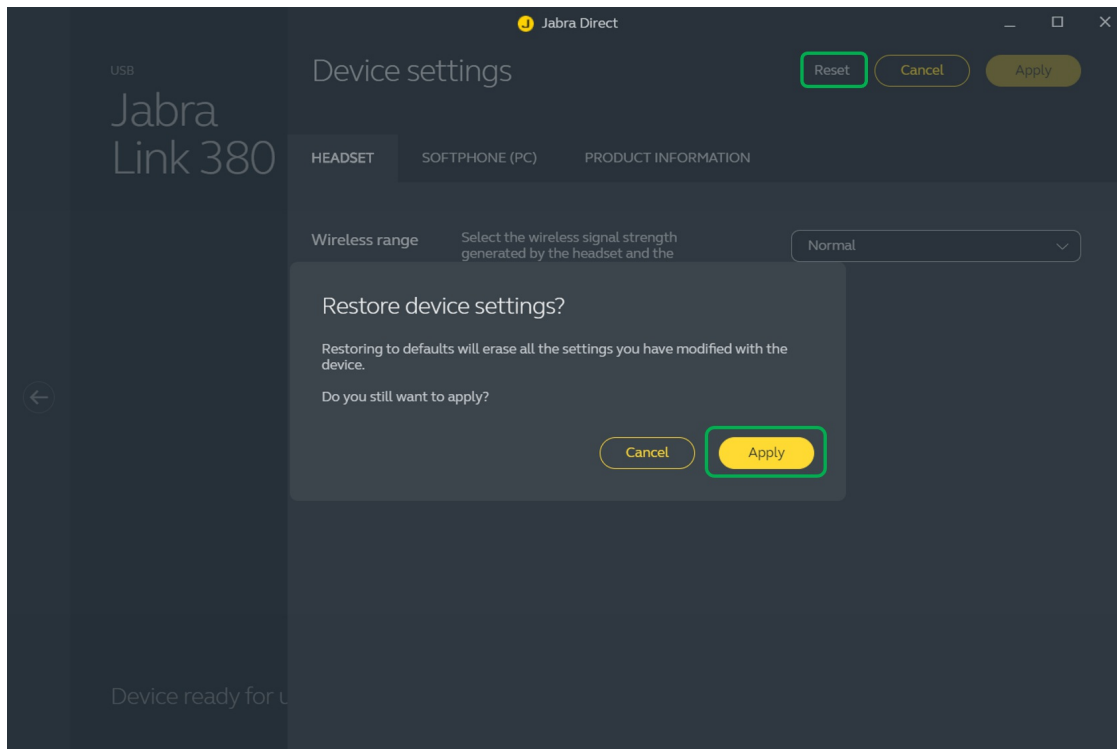 Jabra Direct
USB
Jabra
Link 380
Device settings
Reset
Cancel
Apply
HEADSET
SOFTPHONE (PC)
PRODUCT INFORMATION
Wireless range
Select the wireless signal strength
generated by the headset and the
Normal
Restore device settings?
Restoring to defaults will erase all the settings you have modified with the
device.
Do you still want to apply?
Cancel
Apply
Device ready for u